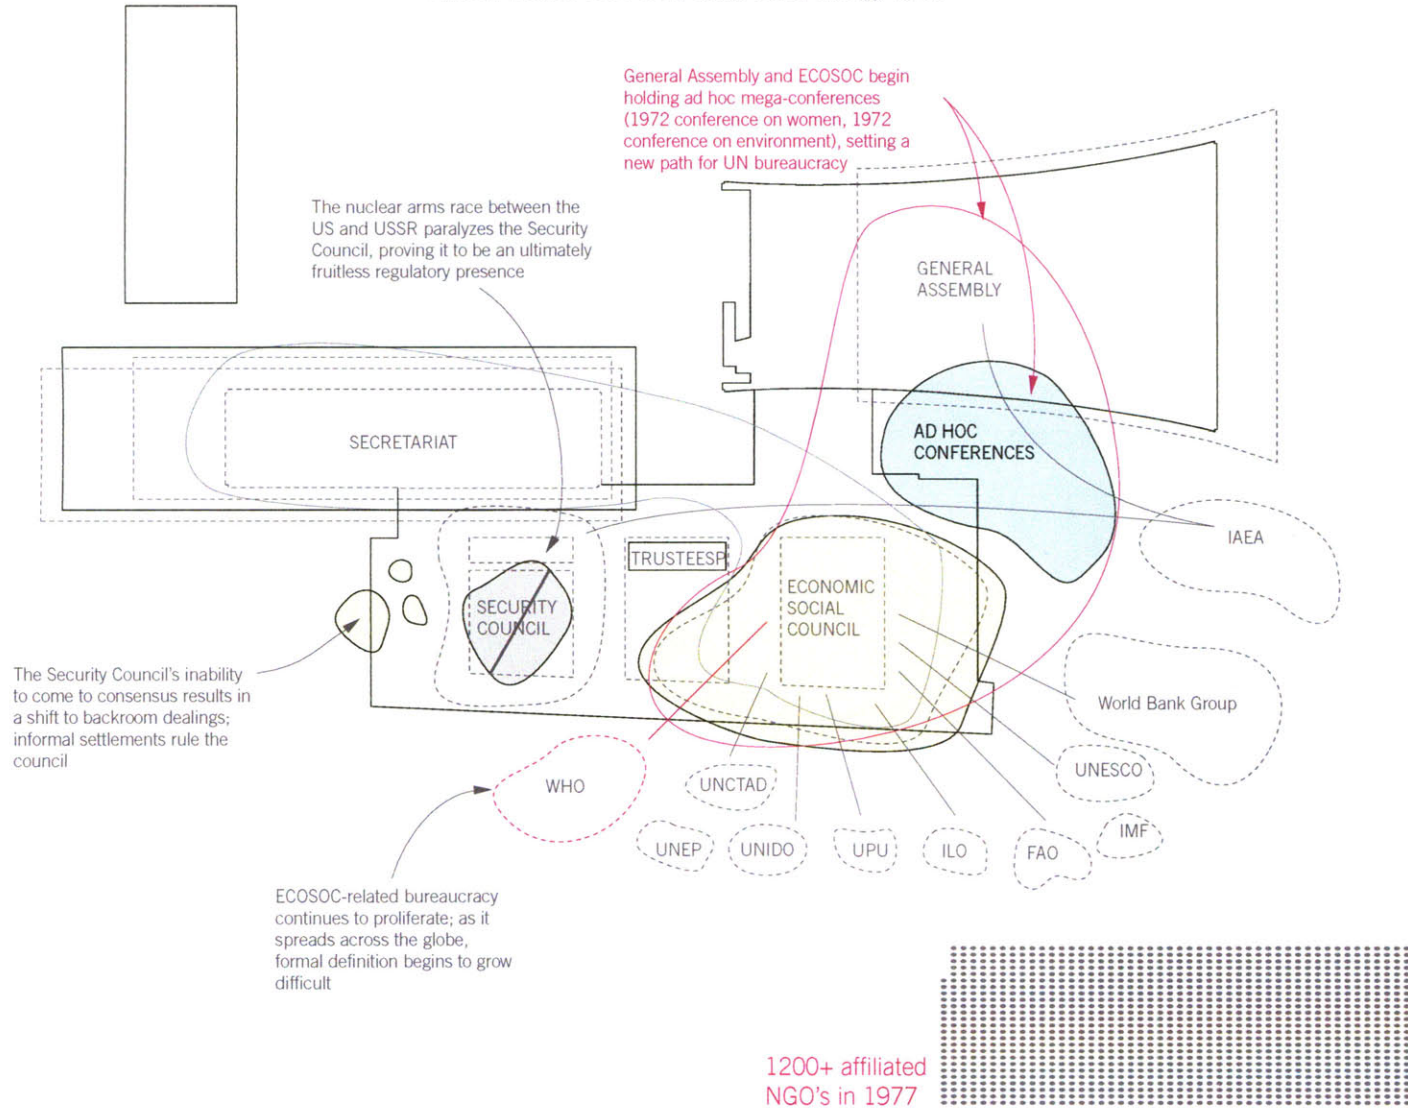 General Assembly and ECOSOC begin
holding ad hoc mega-conferences
(1972 conference on women, 1972
conference on environment), setting a
new path for UN bureaucracy
The nuclear arms race between the
US and USSR paralyzes the Security
Council, proving it to be an ultimately
fruitless regulatory presence
GENERAL
ASSEMBLY
SECRETARIAT
AD HOC
CONFERENCES
IAEA
TRUSTEESP
ECONOMIC
SOCIAL
COUNCIL
SECURITY
COUNCIL
The Security Council's inability
to come to consensus results in
a shift to backroom dealings;
informal settlements rule the
council
World Bank Group
WHO
UNCTAD
UNESCO
UNEP
UNIDO
UPU
ILO
FAO
IMF
ECOSOC-related bureaucracy
continues to proliferate; as it
spreads across the globe,
formal definition begins to grow
difficult
1200+ affiliated
NGO's in 1977